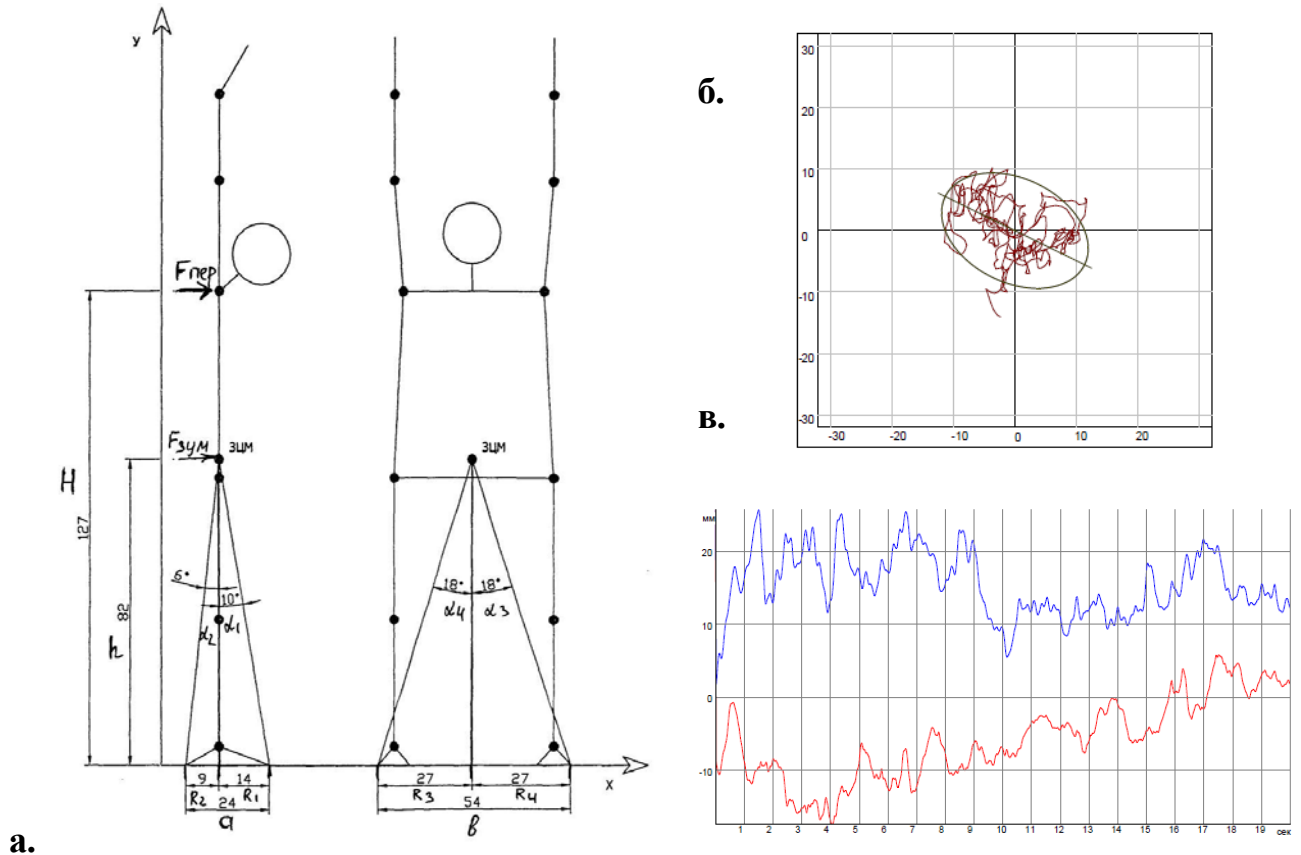 У
Fпер
Fзум
ЗЦМ
H
127
h
82
6°
10°
α2
α1
9
14
R2
R1
24
а
ЗЦМ
18°
18°
α4
α3
27
27
R3
R4
54
в
X
а.
б.
30
20
10
0
-10
-20
-30
-30
-20
-10
0
10
20
в.
мм
20
10
0
-10
1 2 3 4 5 6 7 8 9 10 11 12 13 14 15 16 17 18 19 сек